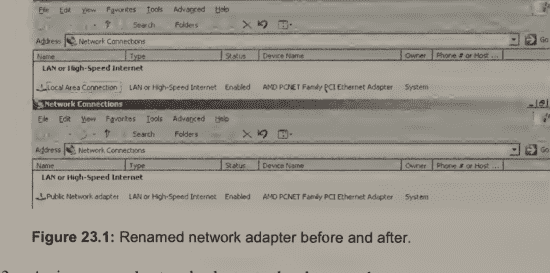 File Edit View Favorites Tools Advanced Help
Search Folders
Address Network Connections Go
Name Type Status Device Name Owner Phone # or Host ...
LAN or High-Speed Internet
Local Area Connection LAN or High-Speed Internet Enabled AMD PCNET Family PCI Ethernet Adapter System
Network Connections
File Edit View Favorites Tools Advanced Help
Search Folders
Address Network Connections Go
Name Type Status Device Name Owner Phone # or Host ...
LAN or High-Speed Internet
Public Network adapter LAN or High-Speed Internet Enabled AMD PCNET Family PCI Ethernet Adapter System
Figure 23.1: Renamed network adapter before and after.